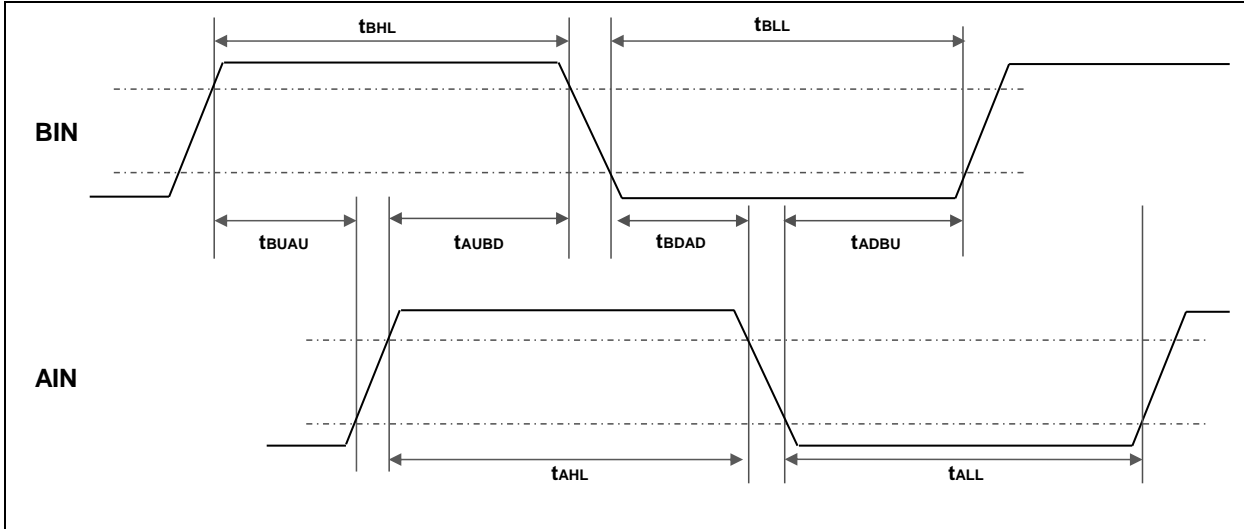 tBHL
tBLL
BIN
tBUAU
tAUBD
tBDAD
tADBU
AIN
tAHL
tALL